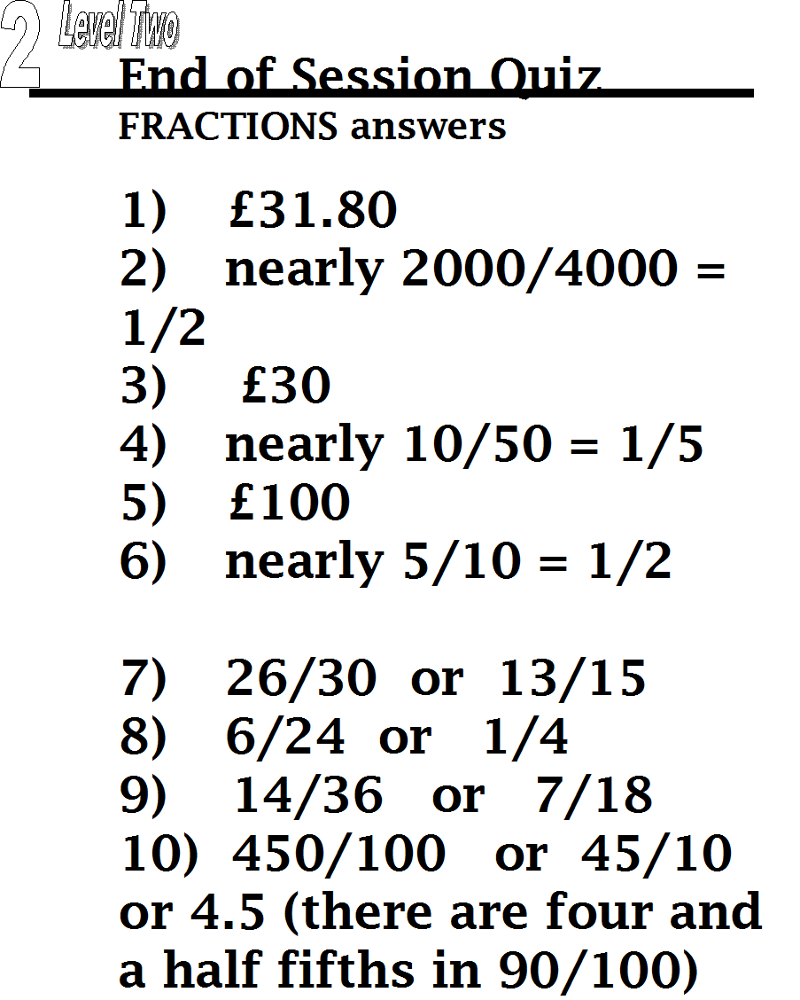 2 Level Two
End of Session Quiz
FRACTIONS answers
1) £31.80
2) nearly 2000/4000 =
1/2
3) £30
4) nearly 10/50 = 1/5
5) £100
6) nearly 5/10 = 1/2
7) 26/30 or 13/15
8) 6/24 or 1/4
9) 14/36 or 7/18
10) 450/100 or 45/10
or 4.5 (there are four and
a half fifths in 90/100)